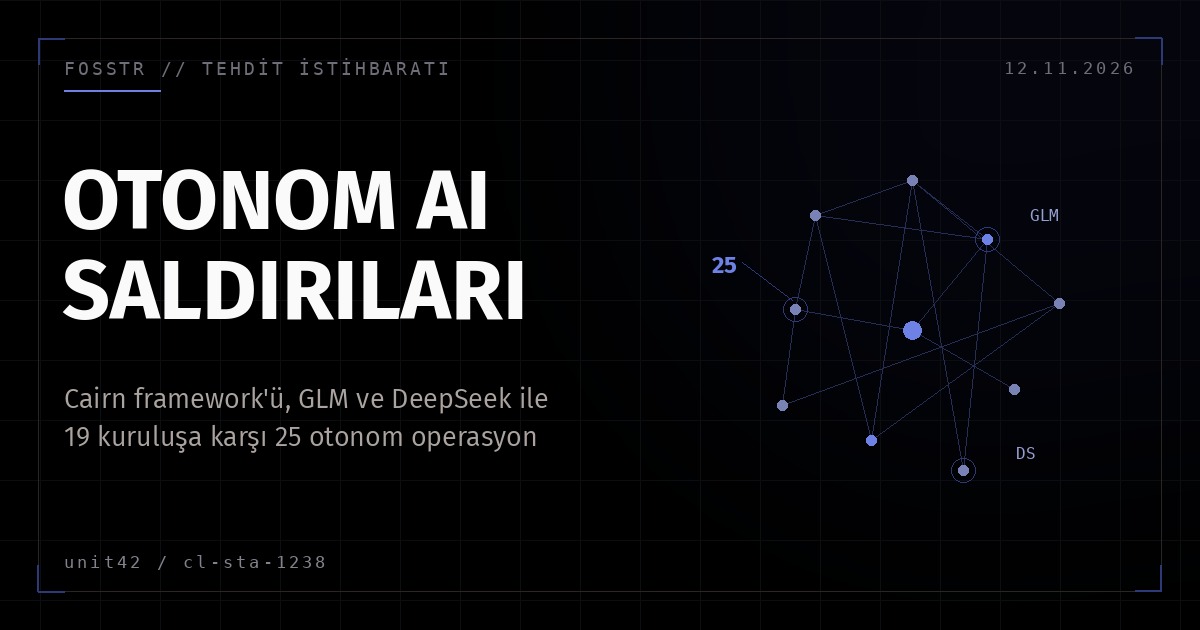 FOSSTR // TEHDİT İSTİHBARATI
12.11.2026
OTONOM AI
SALDIRILARI
Cairn framework'ü, GLM ve DeepSeek ile
19 kuruluşa karşı 25 otonom operasyon
GLM
25
DS
unit42 / cl-sta-1238